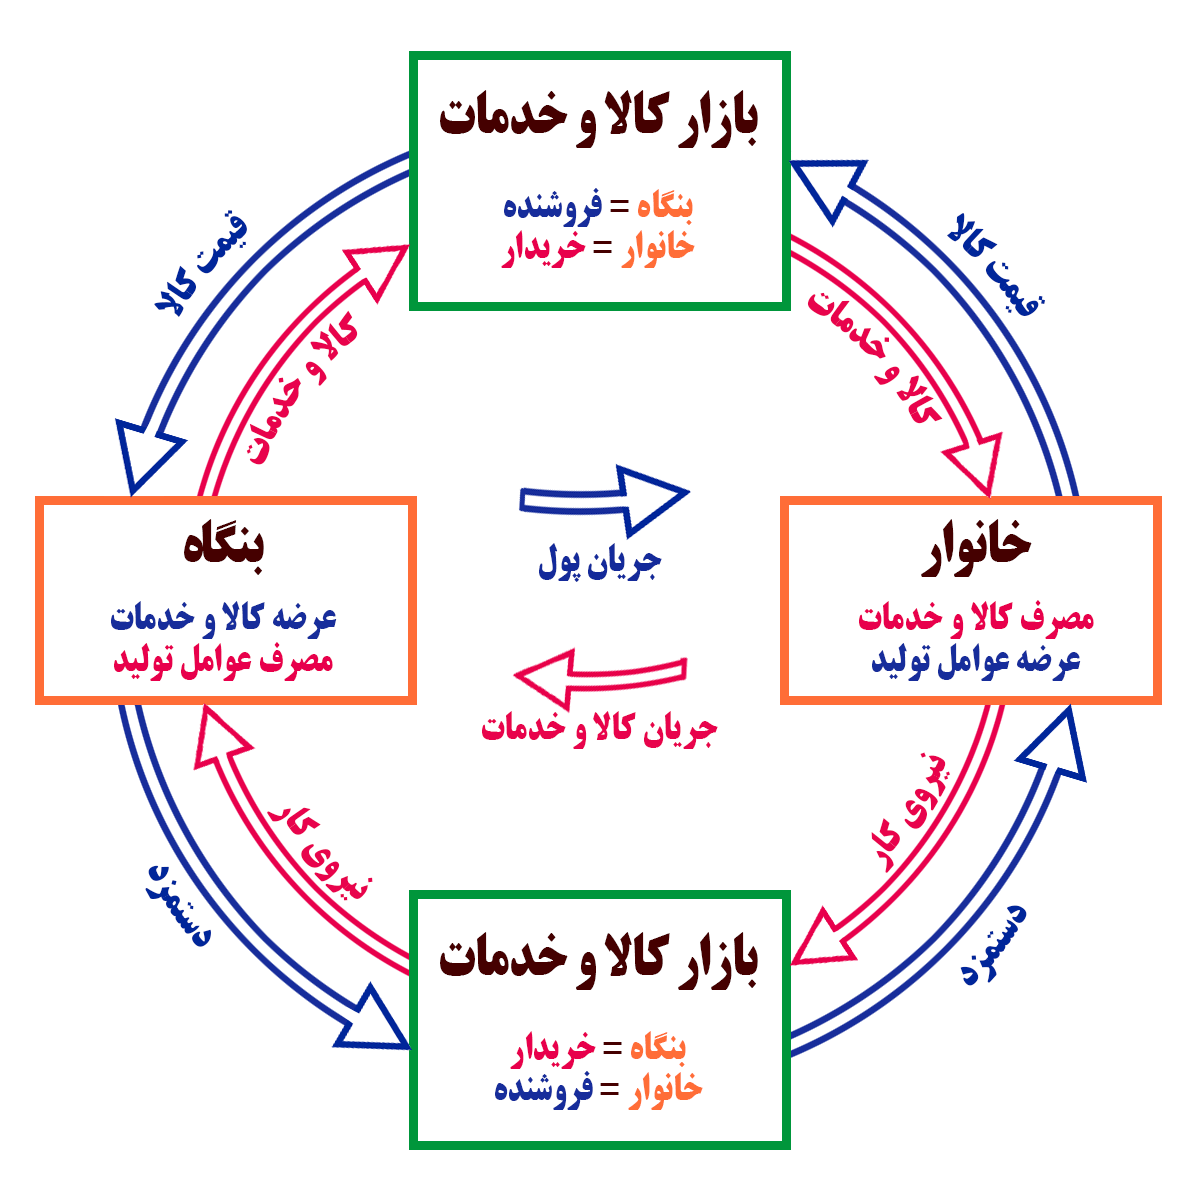 بازار کالا و خدمات
بنگاه = فروشنده
خانوار = خریدار
قیمت کالا
کالا و خدمات
قیمت کالا
کالا و خدمات
خانوار
مصرف کالا و خدمات
عرضه عوامل تولید
جریان پول
جریان کالا و خدمات
بنگاه
عرضه کالا و خدمات
مصرف عوامل تولید
نیروی کار
دستمزد
نیروی کار
دستمزد
بازار کالا و خدمات
بنگاه = خریدار
خانوار = فروشنده